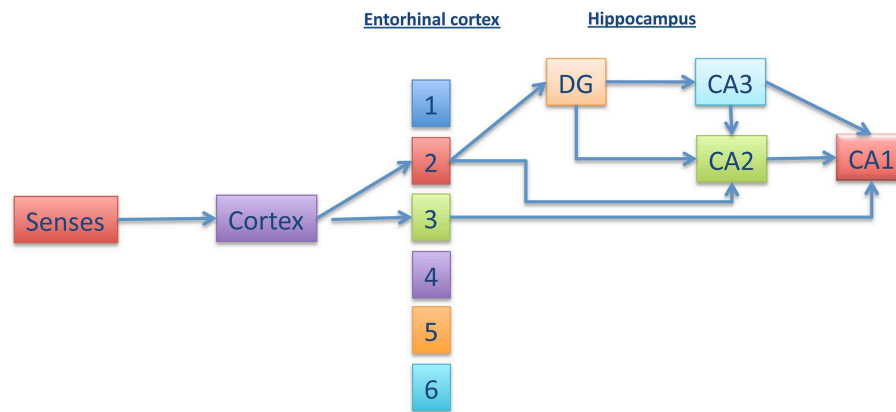 Entorhinal cortex
Hippocampus
DG
CA3
1
2
CA2
CA1
Senses
Cortex
3
4
5
6